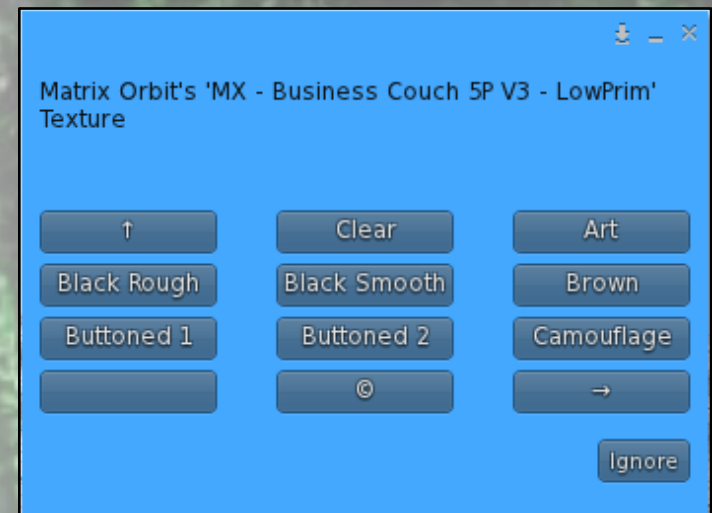 Matrix Orbit's 'MX - Business Couch 5P V3 - LowPrim'
Texture
↑ Clear Art
Black Rough Black Smooth Brown
Buttoned 1 Buttoned 2 Camouflage
© →
Ignore